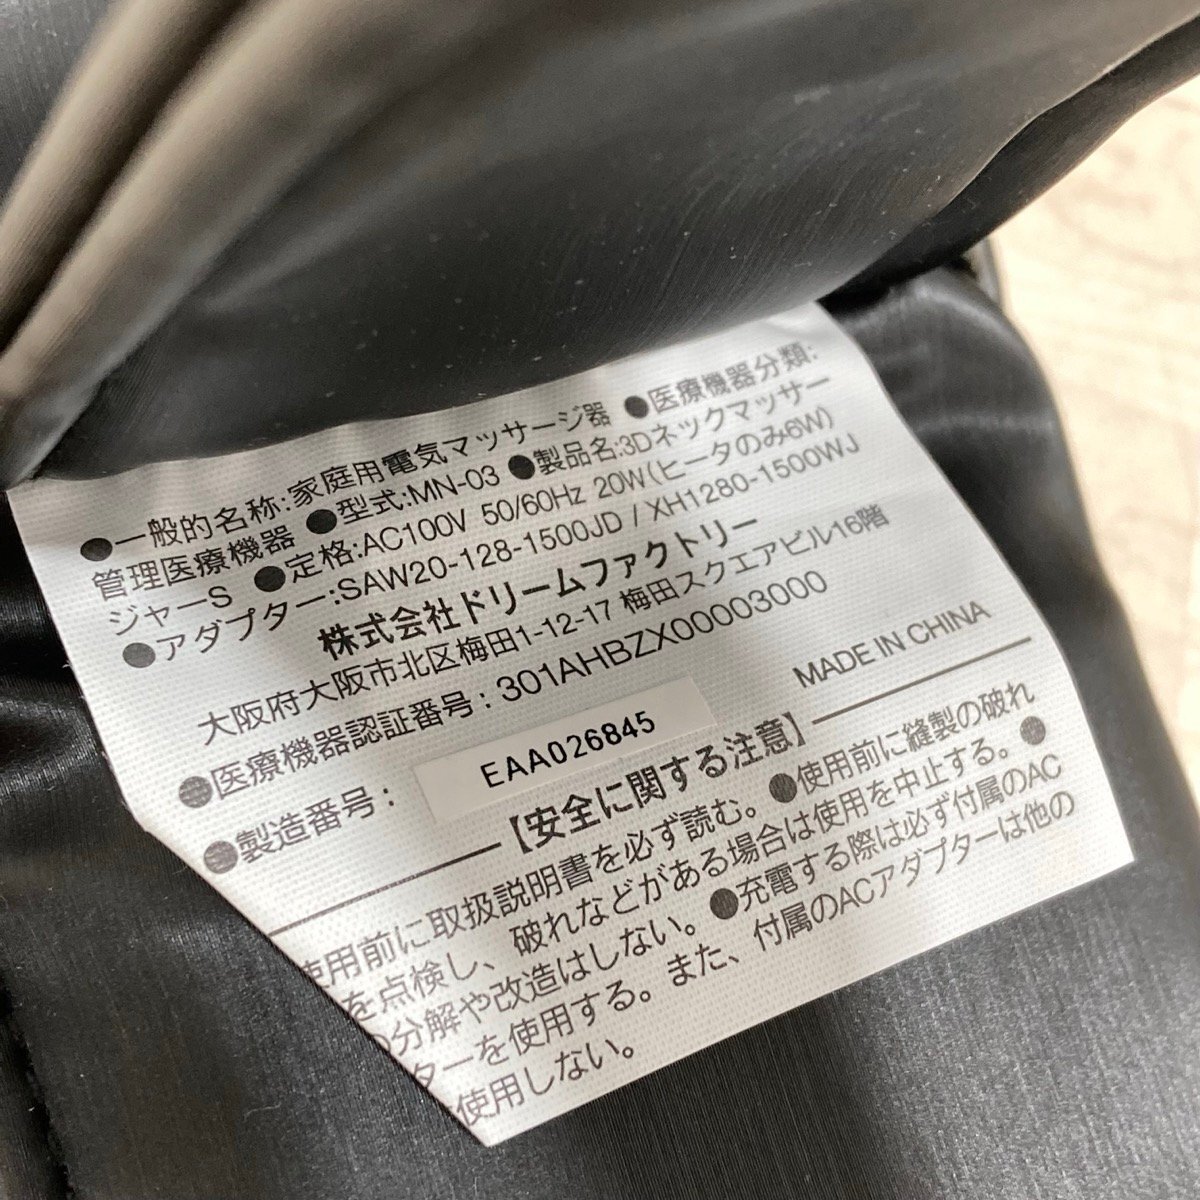 ●一般的名称:家庭用電気マッサージ器 ●医療機器分類:
管理医療機器 ●型式:MN-03 ●製品名:3Dネックマッサー
ジャーS ●定格:AC100V 50/60Hz 20W(ヒータのみ6W)
●アダプター:SAW20-128-1500JD / XH1280-1500WJ
株式会社ドリームファクトリー
大阪府大阪市北区梅田1-12-17 梅田スクエアビル16階
●医療機器認証番号:301AHBZX00003000
●製造番号: EAA026845 MADE IN CHINA
【安全に関する注意】
使用前に取扱説明書を必ず読む。●使用前に縫製の破れ
を点検し、破れなどがある場合は使用を中止する。●
の分解や改造はしない。●充電する際は必ず付属のAC
ターを使用する。また、付属のACアダプターは他の
使用しない。